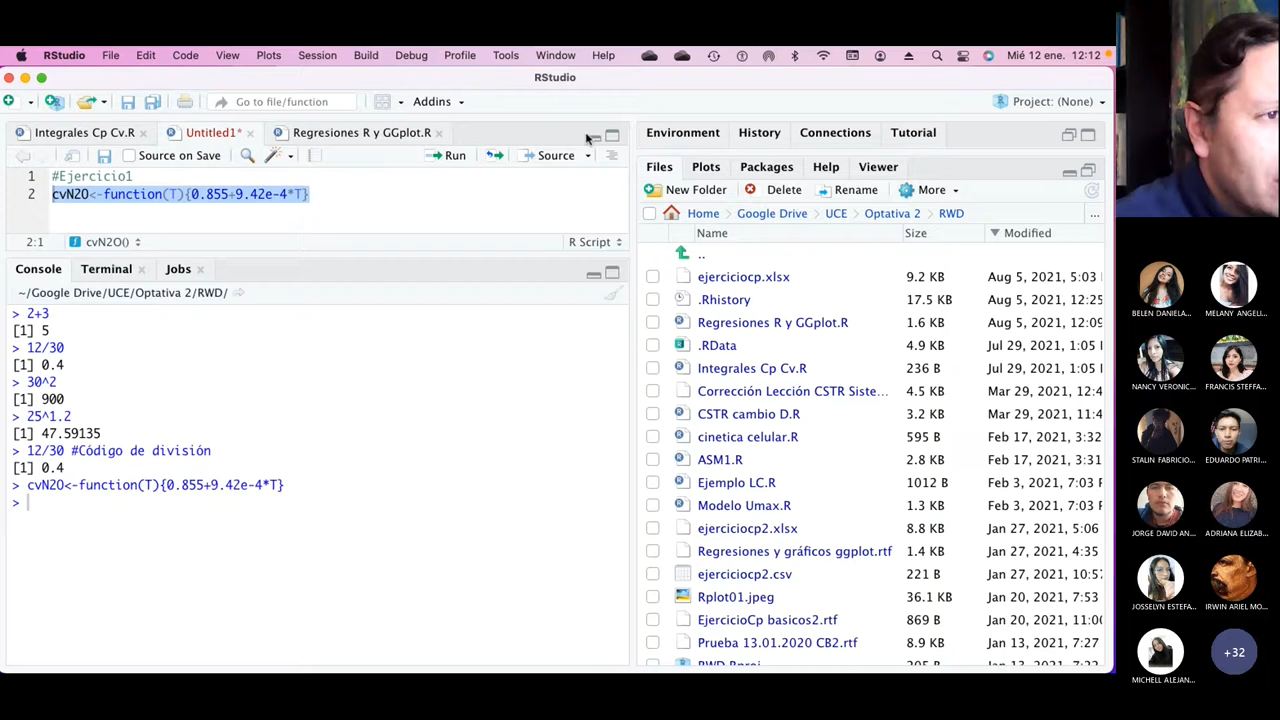 RStudio File Edit Code View Plots Session Build Debug Profile Tools Window Help Mié 12 ene. 12:12
RStudio
Go to file/function Addins Project: (None)
Integrales Cp Cv.R Untitled1* Regresiones R y GGplot.R
Source on Save Run Source
1 #Ejercicio1
2 cvN2O<-function(T){0.855+9.42e-4*T}
2:1 cvN2O() R Script
Console Terminal Jobs
~/Google Drive/UCE/Optativa 2/RWD/
> 2+3
[1] 5
> 12/30
[1] 0.4
> 30^2
[1] 900
> 25^1.2
[1] 47.59135
> 12/30 #Código de división
[1] 0.4
> cvN2O<-function(T){0.855+9.42e-4*T}
>
Environment History Connections Tutorial
Files Plots Packages Help Viewer
New Folder Delete Rename More
Home Google Drive UCE Optativa 2 RWD ...
Name Size Modified
..
ejerciciocp.xlsx 9.2 KB Aug 5, 2021, 5:03
.Rhistory 17.5 KB Aug 5, 2021, 12:25
Regresiones R y GGplot.R 1.6 KB Aug 5, 2021, 12:09
.RData 4.9 KB Jul 29, 2021, 1:05
Integrales Cp Cv.R 236 B Jul 29, 2021, 1:05
Corrección Lección CSTR Siste... 4.5 KB Mar 29, 2021, 12:4
CSTR cambio D.R 3.2 KB Mar 29, 2021, 11:4
cinetica celular.R 595 B Feb 17, 2021, 3:32
ASM1.R 2.8 KB Feb 17, 2021, 3:31
Ejemplo LC.R 1012 B Feb 3, 2021, 7:03
Modelo Umax.R 1.3 KB Feb 3, 2021, 7:03
ejerciciocp2.xlsx 8.8 KB Jan 27, 2021, 5:06
Regresiones y gráficos ggplot.rtf 1.4 KB Jan 27, 2021, 4:35
ejerciciocp2.csv 221 B Jan 27, 2021, 10:5
Rplot01.jpeg 36.1 KB Jan 20, 2021, 7:53
EjercicioCp basicos2.rtf 869 B Jan 20, 2021, 11:0
Prueba 13.01.2020 CB2.rtf 8.9 KB Jan 13, 2021, 7:27
RWD.Rproj 205 B
BELEN DANIELA... MELANY ANGELI...
NANCY VERONIC... FRANCIS STEFFA...
STALIN FABRICIO... EDUARDO PATRI...
JORGE DAVID AN... ADRIANA ELIZAB...
JOSSELYN ESTEFA... IRWIN ARIEL MO...
MICHELL ALEJAN... +32